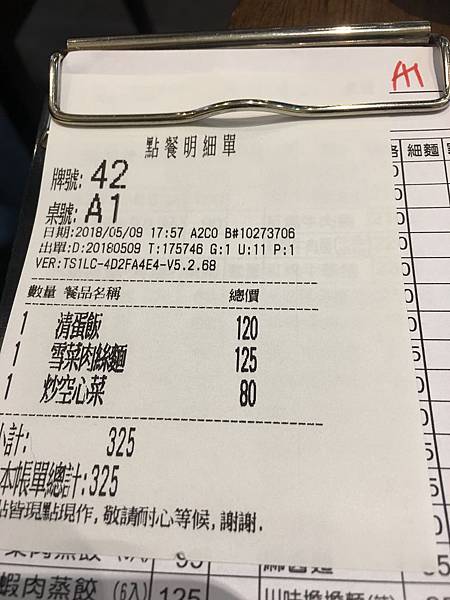 A1
點餐明細單
牌號: 42
桌號: A1
日期:2018/05/09 17:57 A2C0 B#10273706
出單:D:20180509 T:175746 G:1 U:11 P:1
VER:TS1LC-4D2FA4E4-V5.2.68
數量 餐品名稱 總價
1 清蛋飯 120
1 雪菜肉絲麵 125
1 炒空心菜 80
小計: 325
本帳單總計:325
點皆現點現作,敬請耐心等候,謝謝.
細麵
蝦肉蒸餃 (6入) 125